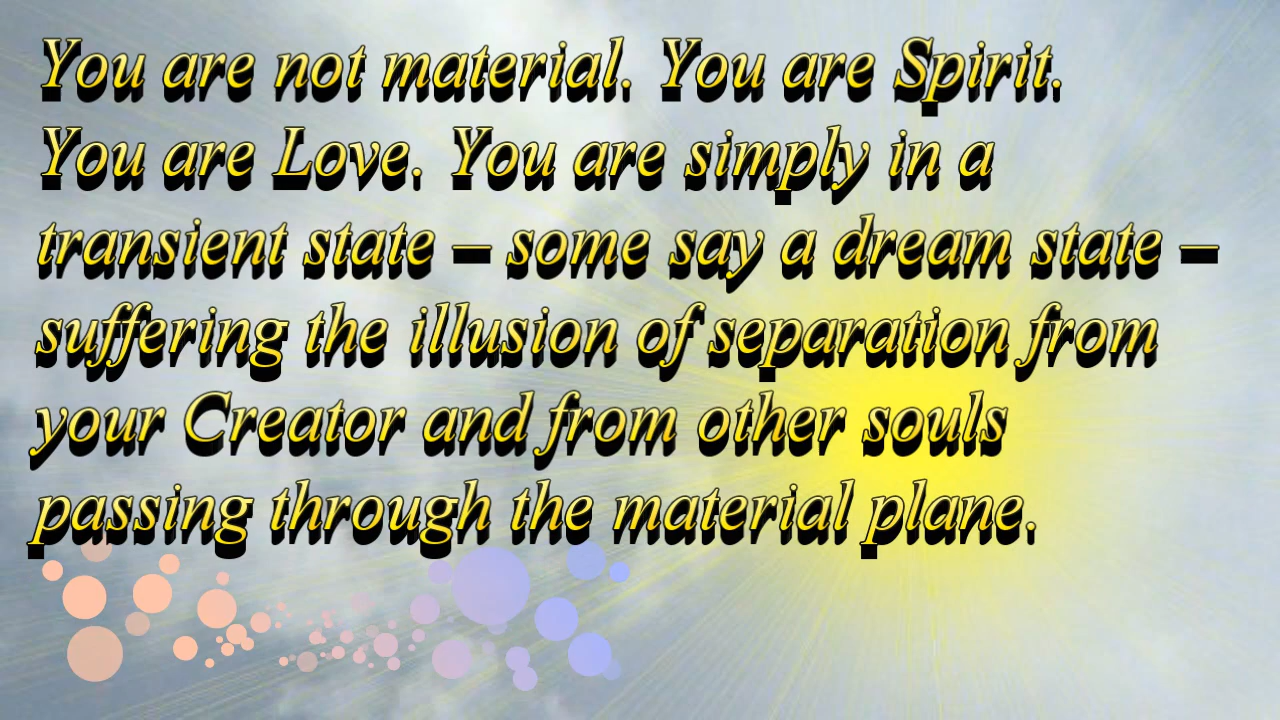 You are not material. You are Spirit.
You are Love. You are simply in a
transient state – some say a dream state –
suffering the illusion of separation from
your Creator and from other souls
passing through the material plane.